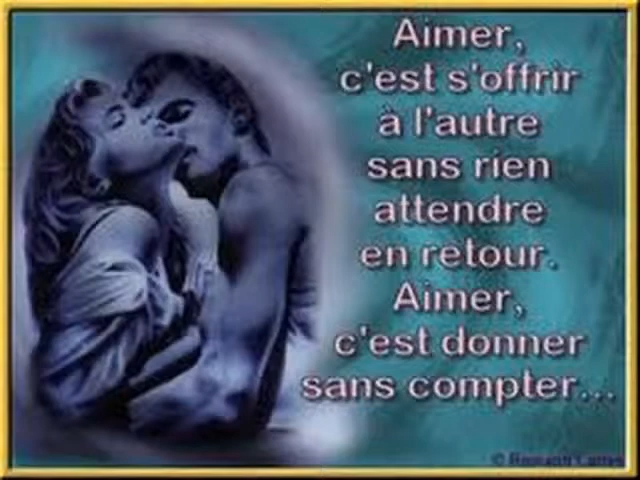 Aimer,
c'est s'offrir
à l'autre
sans rien
attendre
en retour.
Aimer,
c'est donner
sans compter...
©